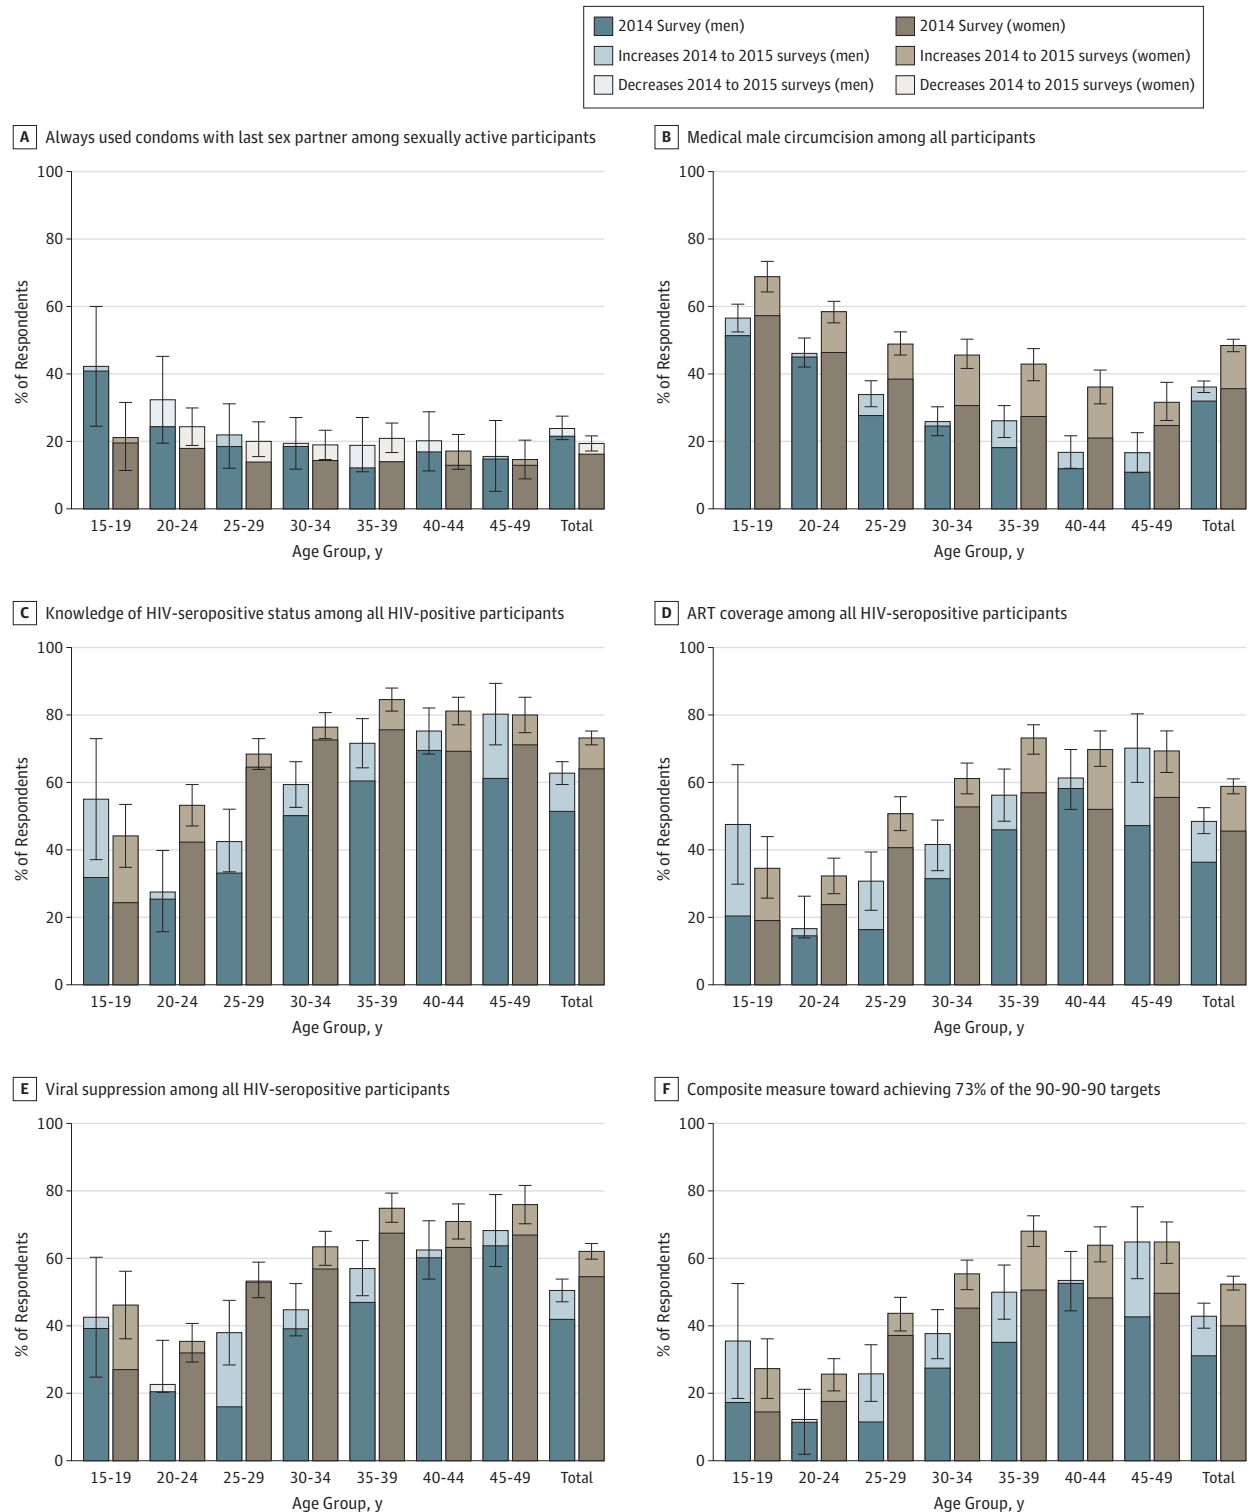 2014 Survey (men)
2014 Survey (women)
Increases 2014 to 2015 surveys (men)
Increases 2014 to 2015 surveys (women)
Decreases 2014 to 2015 surveys (men)
Decreases 2014 to 2015 surveys (women)
A Always used condoms with last sex partner among sexually active participants
100
80
60
40
20
0
% of Respondents
15-19 20-24 25-29 30-34 35-39 40-44 45-49 Total
Age Group, y
B Medical male circumcision among all participants
100
80
60
40
20
0
% of Respondents
15-19 20-24 25-29 30-34 35-39 40-44 45-49 Total
Age Group, y
C Knowledge of HIV-seropositive status among all HIV-positive participants
100
80
60
40
20
0
% of Respondents
15-19 20-24 25-29 30-34 35-39 40-44 45-49 Total
Age Group, y
D ART coverage among all HIV-seropositive participants
100
80
60
40
20
0
% of Respondents
15-19 20-24 25-29 30-34 35-39 40-44 45-49 Total
Age Group, y
E Viral suppression among all HIV-seropositive participants
100
80
60
40
20
0
% of Respondents
15-19 20-24 25-29 30-34 35-39 40-44 45-49 Total
Age Group, y
F Composite measure toward achieving 73% of the 90-90-90 targets
100
80
60
40
20
0
% of Respondents
15-19 20-24 25-29 30-34 35-39 40-44 45-49 Total
Age Group, y